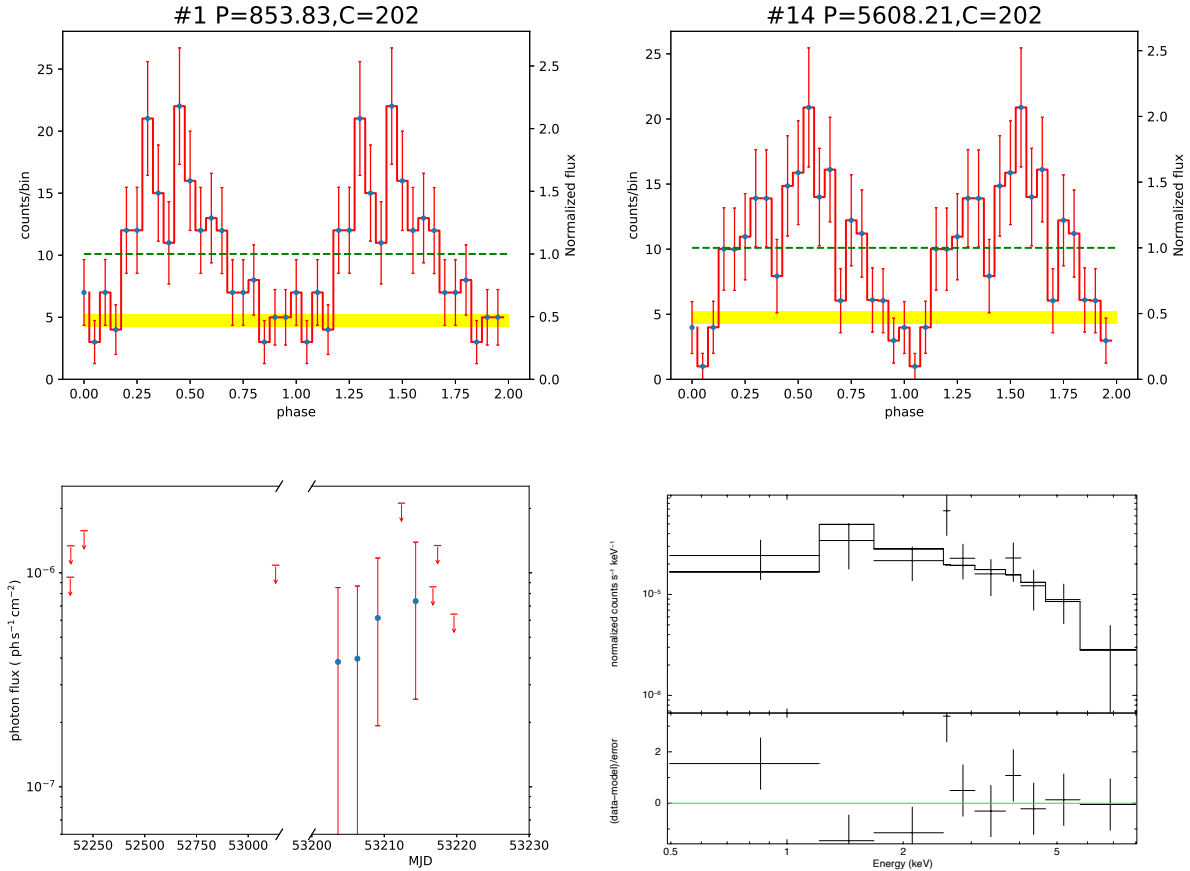 #1 P=853.83,C=202
#14 P=5608.21,C=202
counts/bin
0
5
10
15
20
25
0.0
0.5
1.0
1.5
2.0
2.5
Normalized flux
0.00 0.25 0.50 0.75 1.00 1.25 1.50 1.75 2.00
phase
counts/bin
0
5
10
15
20
25
0.0
0.5
1.0
1.5
2.0
2.5
Normalized flux
0.00 0.25 0.50 0.75 1.00 1.25 1.50 1.75 2.00
phase
photon flux ( ph s⁻¹ cm⁻²)
10⁻⁶
10⁻⁷
52250 52500 52750 53000 53200 53210 53220 53230
MJD
normalized counts s⁻¹ keV⁻¹
10⁻⁵
10⁻⁶
(data−model)/error
2
0
0.5 1 2 5
Energy (keV)